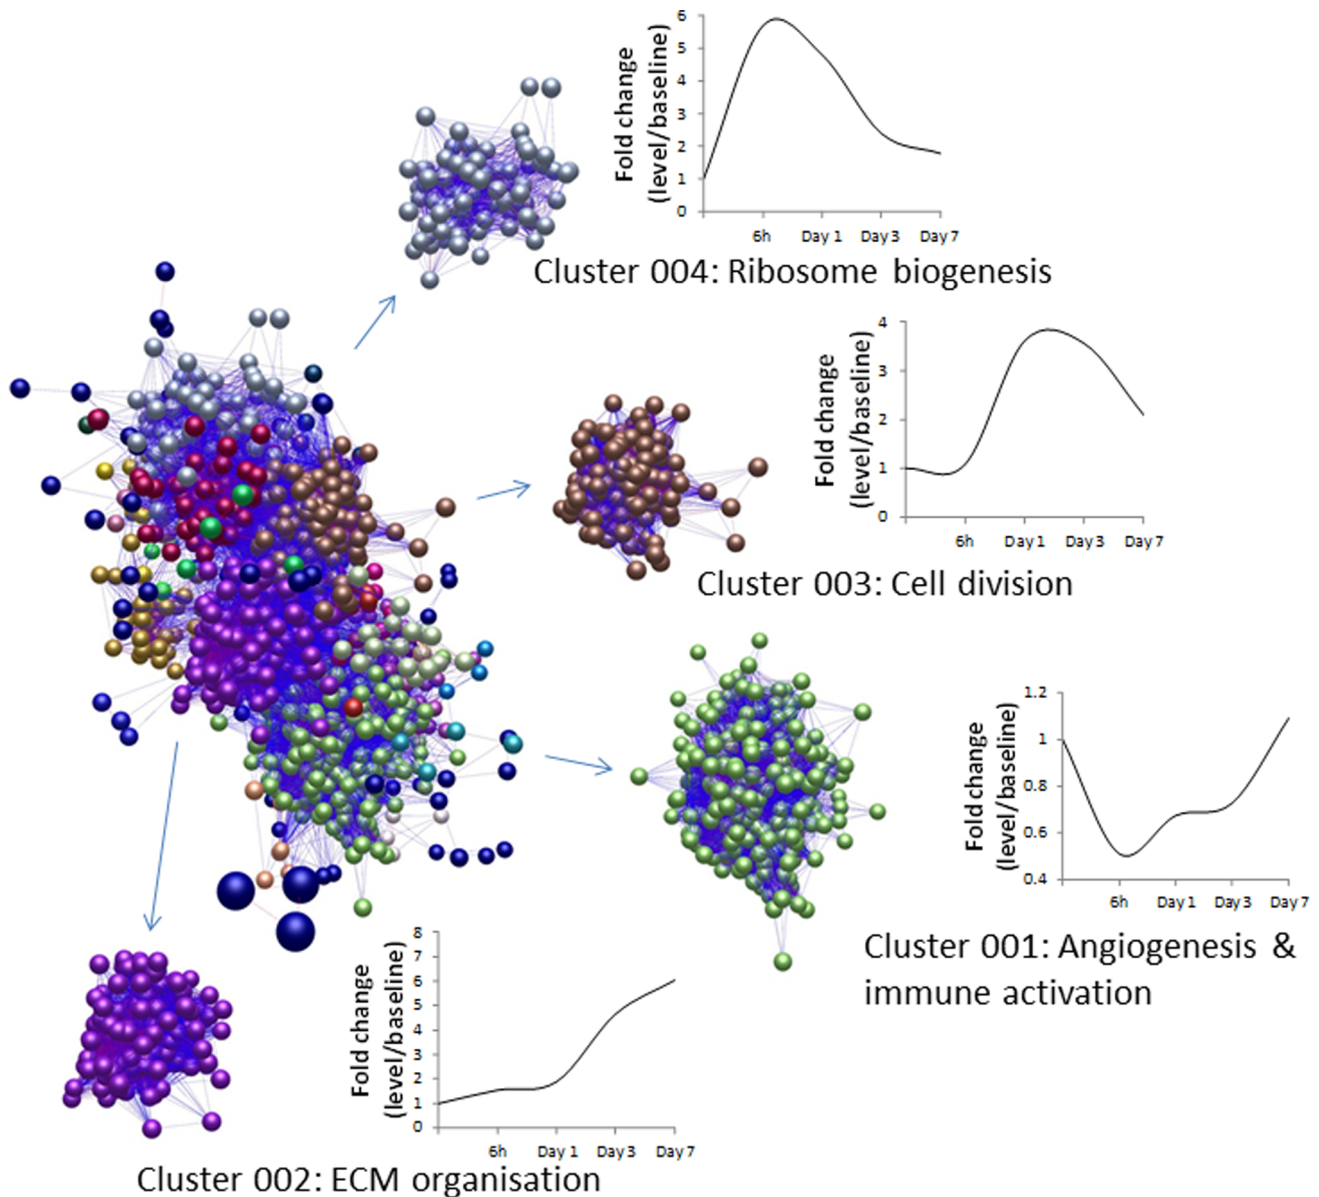 6
5
4
3
2
1
0
Fold change
(level/baseline)
6h Day 1 Day 3 Day 7
Cluster 004: Ribosome biogenesis
4
3
2
1
0
Fold change
(level/baseline)
6h Day 1 Day 3 Day 7
Cluster 003: Cell division
1.2
1
0.8
0.6
0.4
Fold change
(level/baseline)
6h Day 1 Day 3 Day 7
Cluster 001: Angiogenesis &
immune activation
8
7
6
5
4
3
2
1
0
Fold change
(level/baseline)
6h Day 1 Day 3 Day 7
Cluster 002: ECM organisation